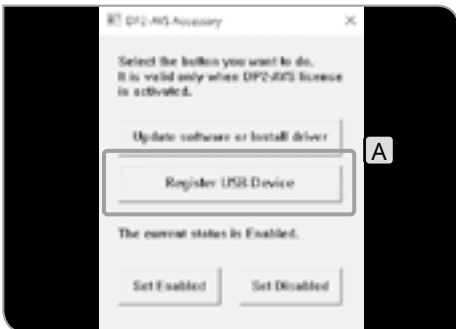 DP2-AVS Accessory
Select the button you want to do.
It is valid only when DP2-AVS license
is activated.
Update software or Install driver
A
Register USB Device
The current status is Enabled.
Set Enabled Set Disabled